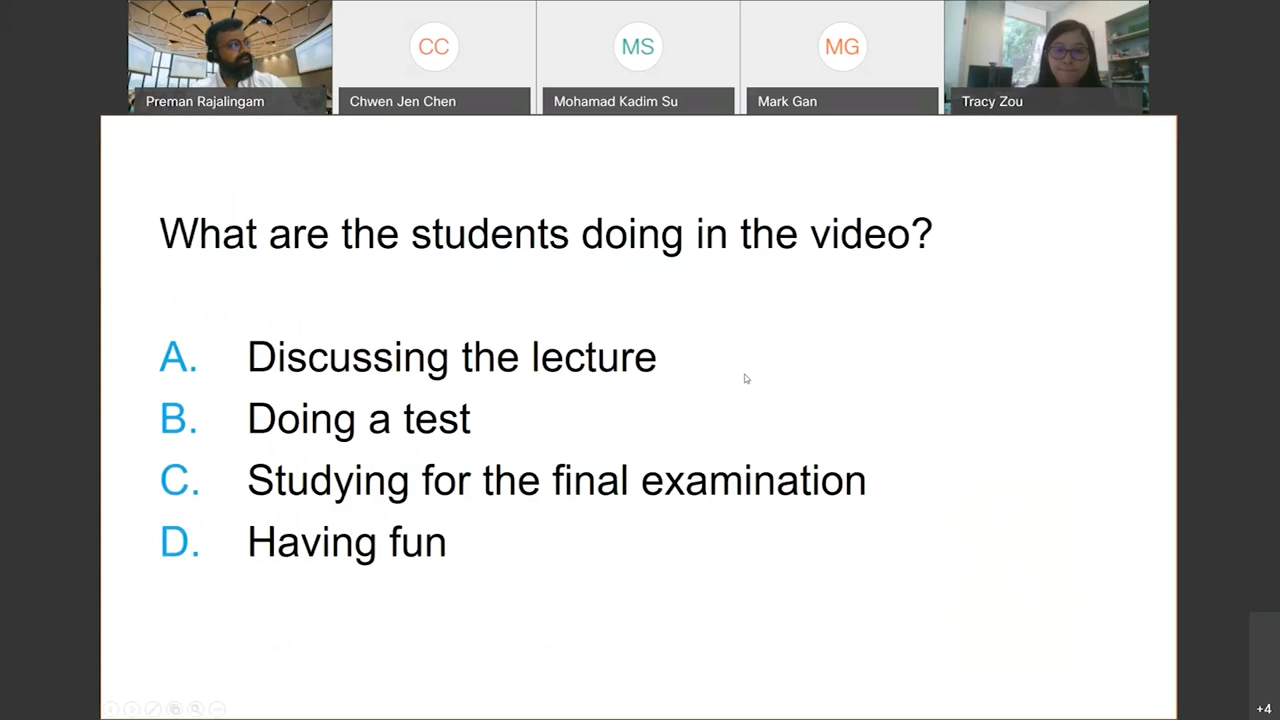 CC
MS
MG
Preman Rajalingam
Chwen Jen Chen
Mohamad Kadim Su
Mark Gan
Tracy Zou
What are the students doing in the video?
A. Discussing the lecture
B. Doing a test
C. Studying for the final examination
D. Having fun
+4